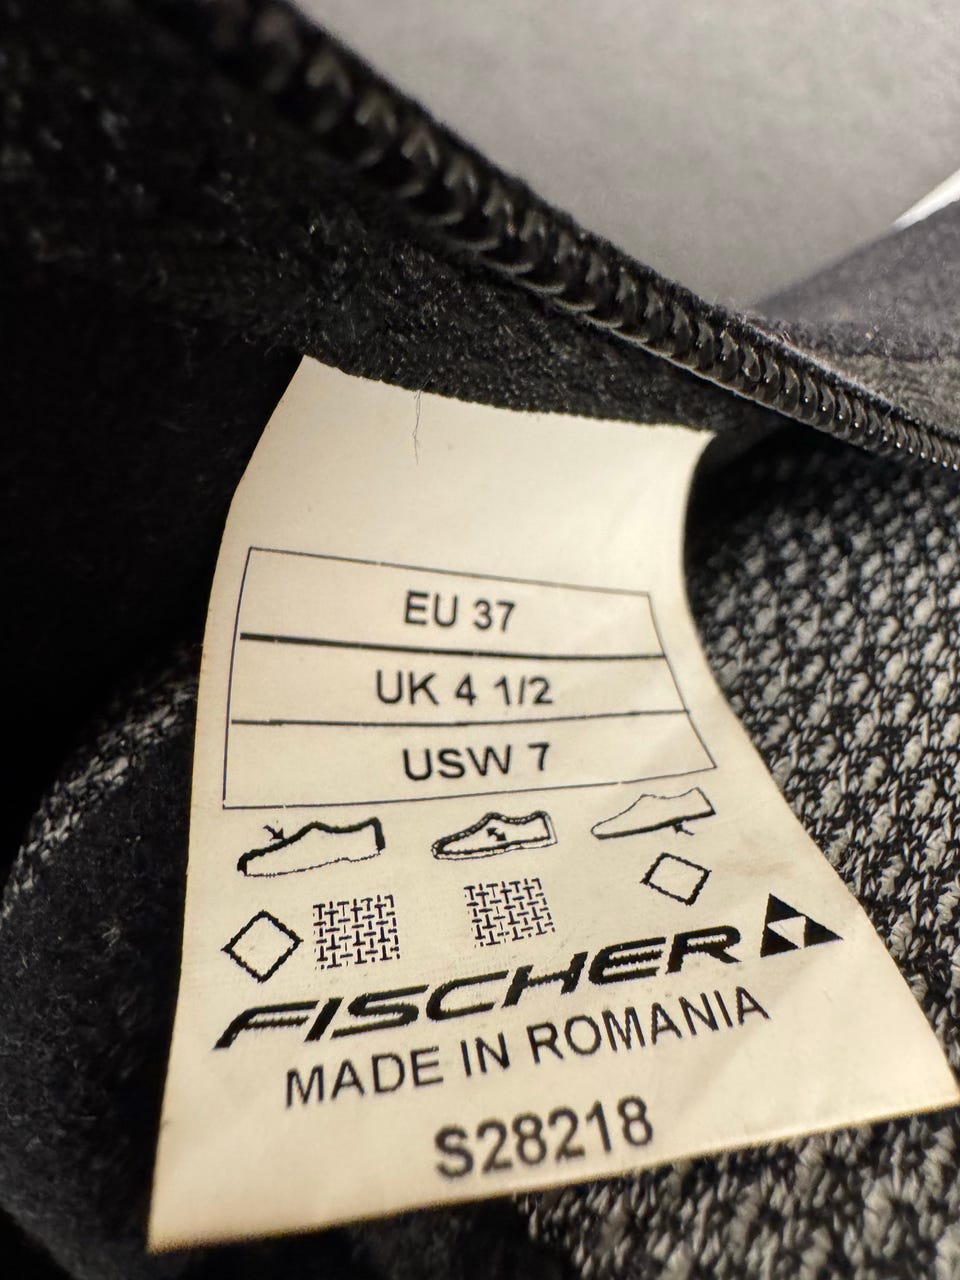 EU 37
UK 4 1/2
USW 7
FISCHER
MADE IN ROMANIA
S28218